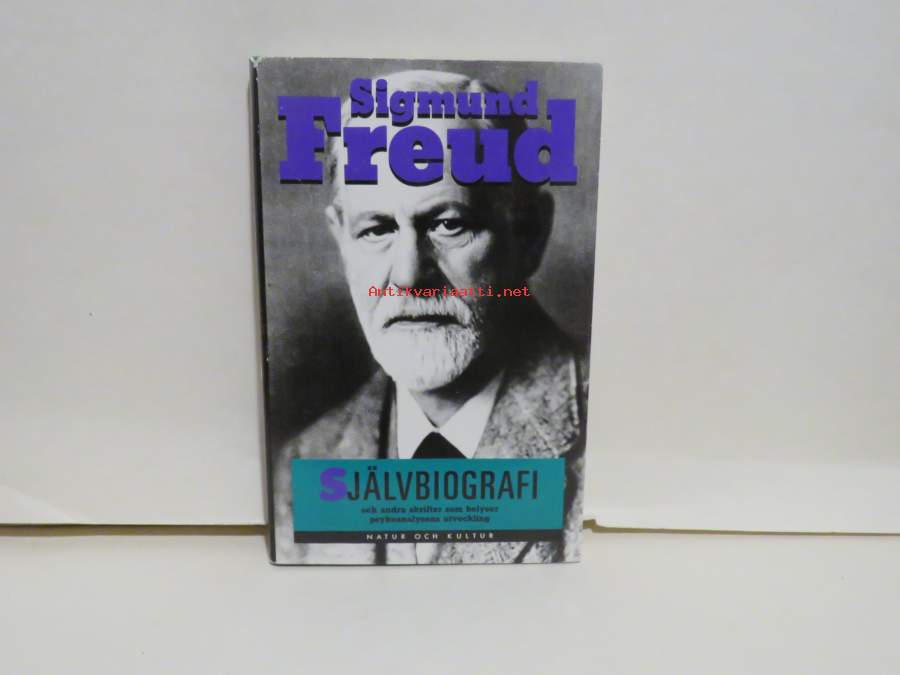 Sigmund
Freud
Antikvariaatti.net
SJÄLVBIOGRAFI
och andra skrifter som belyser
psykoanalysens utveckling
NATUR OCH KULTUR